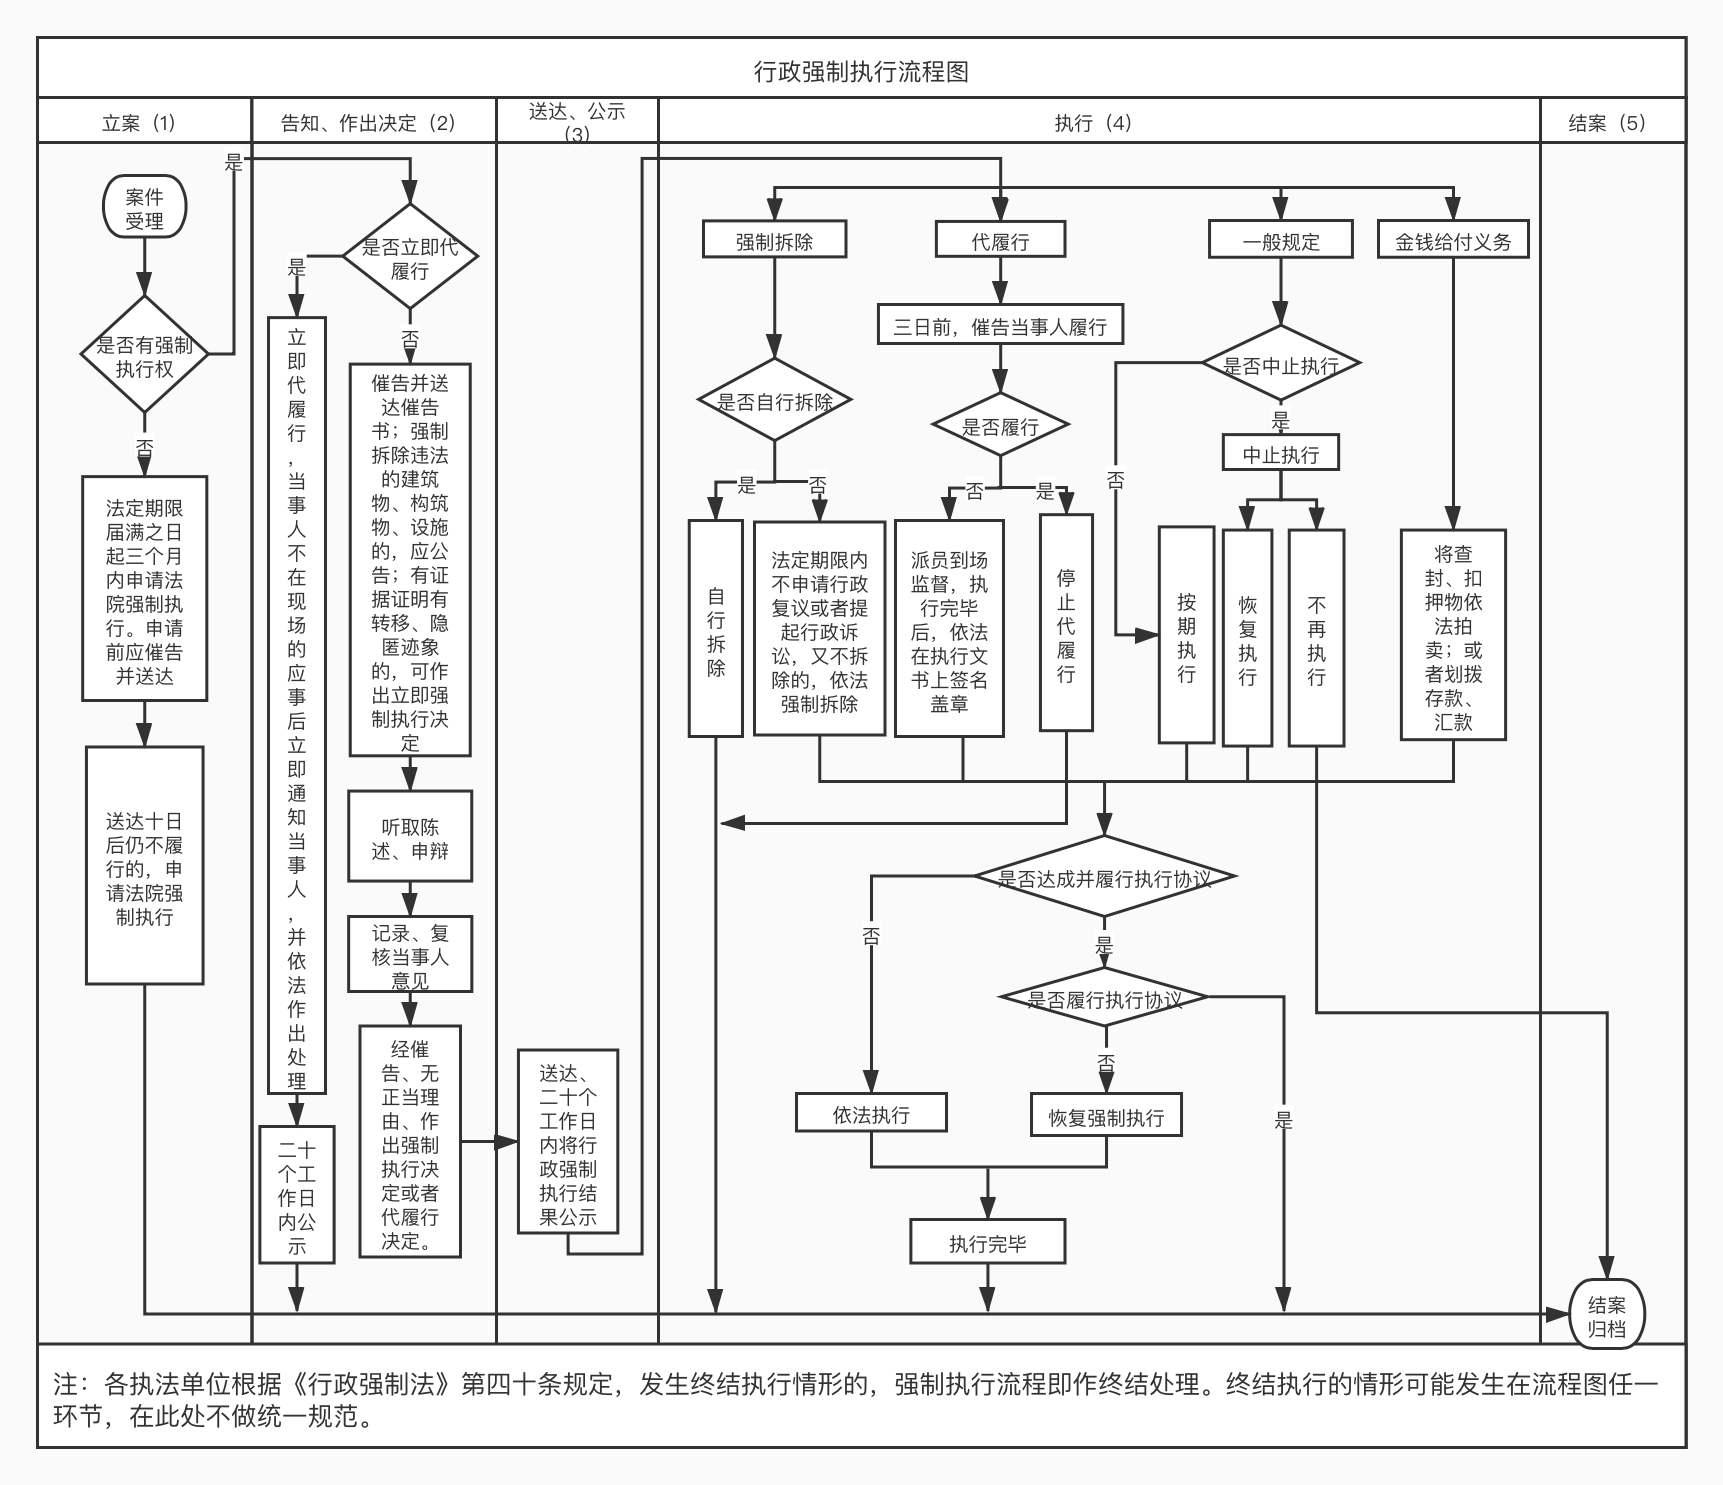 行政强制执行流程图
立案（1）
告知、作出决定（2）
送达、公示
（3）
执行（4）
结案（5）
案件
受理
是
是否有强制
执行权
否
法定期限
届满之日
起三个月
内申请法
院强制执
行。申请
前应催告
并送达
送达十日
后仍不履
行的，申
请法院强
制执行
是否立即代
履行
是
立
即
代
履
行
，
当
事
人
不
在
现
场
的
应
事
后
立
即
通
知
当
事
人
，
并
依
法
作
出
处
理
二十
个工
作日
内公
示
否
催告并送
达催告
书；强制
拆除违法
的建筑
物、构筑
物、设施
的，应公
告；有证
据证明有
转移、隐
匿迹象
的，可作
出立即强
制执行决
定
听取陈
述、申辩
记录、复
核当事人
意见
经催
告、无
正当理
由、作
出强制
执行决
定或者
代履行
决定。
送达、
二十个
工作日
内将行
政强制
执行结
果公示
强制拆除
是否自行拆除
是
否
自
行
拆
除
法定期限内
不申请行政
复议或者提
起行政诉
讼，又不拆
除的，依法
强制拆除
代履行
三日前，催告当事人履行
是否履行
否
是
派员到场
监督，执
行完毕
后，依法
在执行文
书上签名
盖章
停
止
代
履
行
一般规定
是否中止执行
否
是
中止执行
按
期
执
行
恢
复
执
行
不
再
执
行
金钱给付义务
将查
封、扣
押物依
法拍
卖；或
者划拨
存款、
汇款
是否达成并履行执行协议
否
是
是否履行执行协议
否
是
依法执行
恢复强制执行
执行完毕
结案
归档
注：各执法单位根据《行政强制法》第四十条规定，发生终结执行情形的，强制执行流程即作终结处理。终结执行的情形可能发生在流程图任一
环节，在此处不做统一规范。